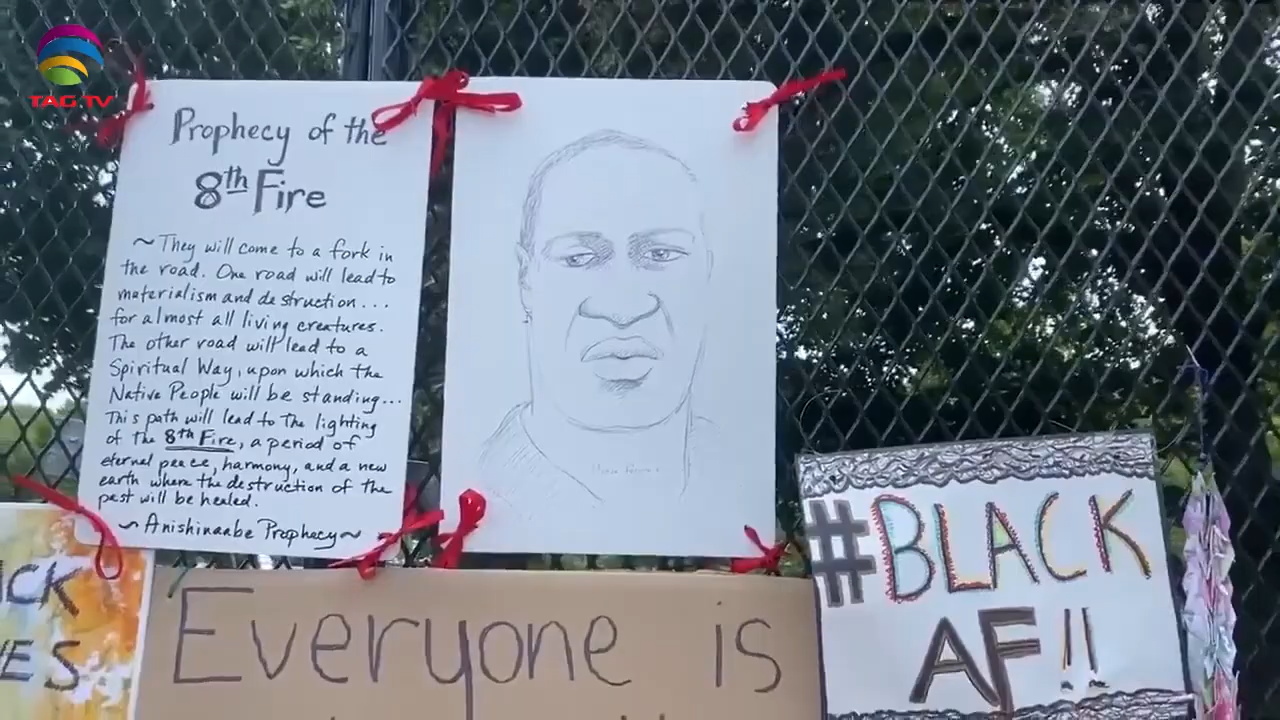 TAG.TV
Prophecy of the
8th Fire
~ They will come to a fork in
the road. One road will lead to
materialism and destruction...
for almost all living creatures.
The other road will lead to a
Spiritual Way, upon which the
Native People will be standing...
This path will lead to the lighting
of the 8th Fire, a period of
eternal peace, harmony, and a new
earth where the destruction of the
past will be healed.
~ Anishinaabe Prophecy ~
Everyone is
#BLACK
AF!!